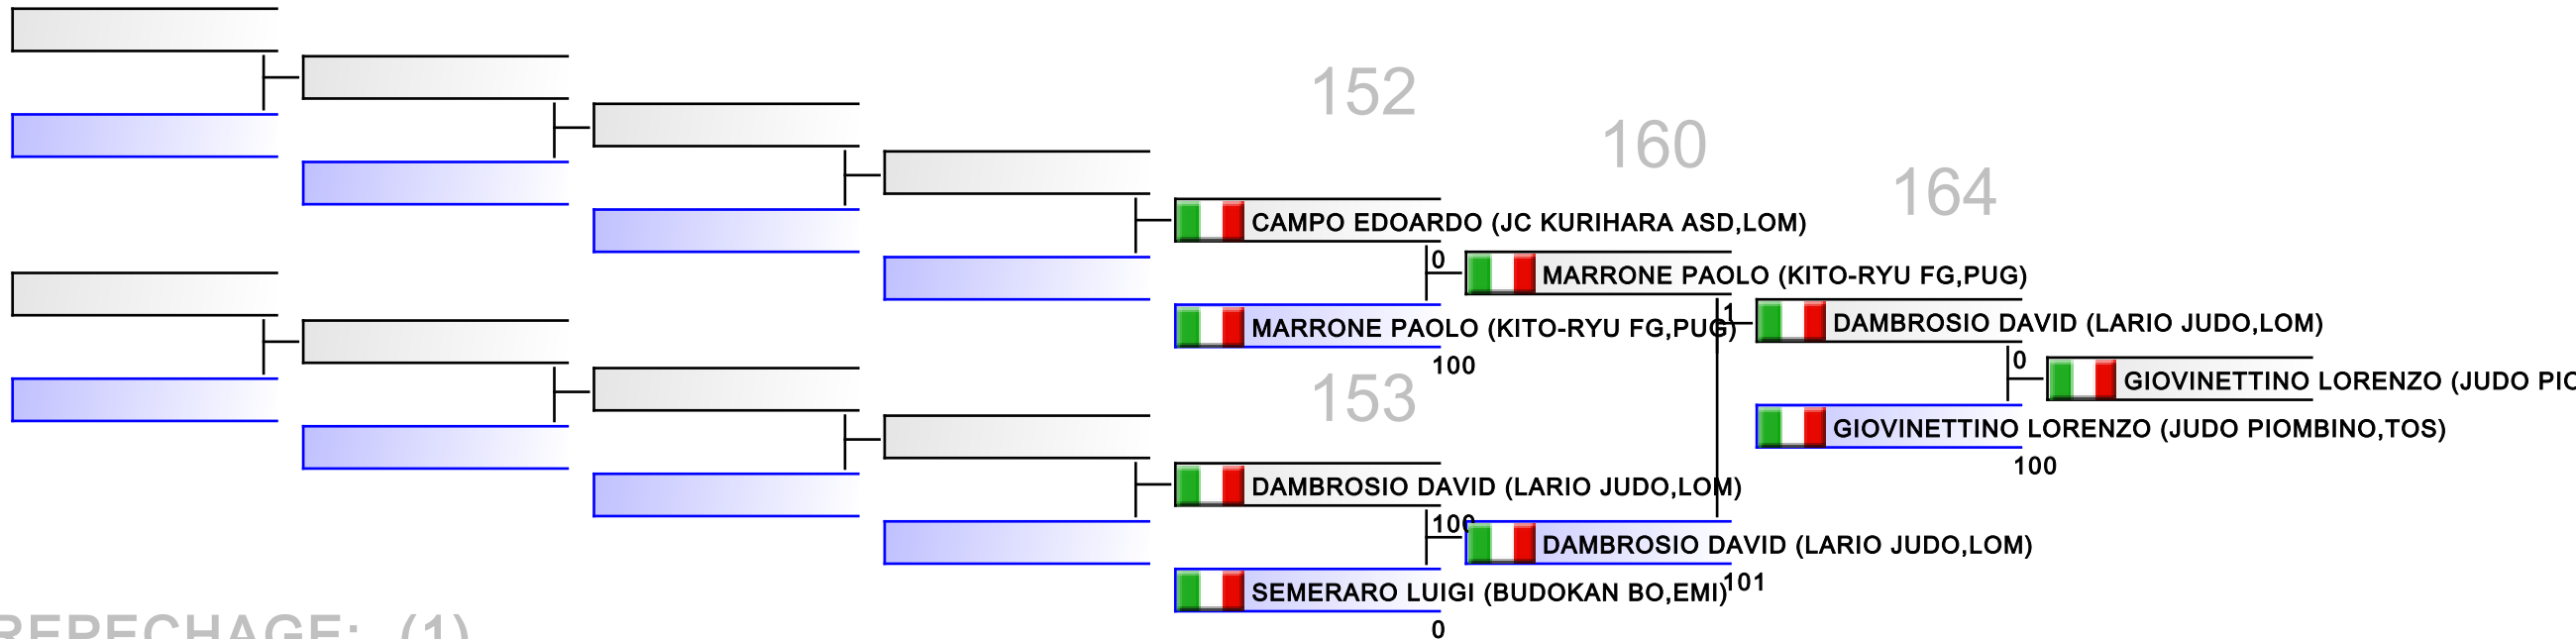 152
160
164
CAMPO EDOARDO (JC KURIHARA ASD,LOM)
0
MARRONE PAOLO (KITO-RYU FG,PUG)
1
MARRONE PAOLO (KITO-RYU FG,PUG)
DAMBROSIO DAVID (LARIO JUDO,LOM)
100
0
153
GIOVINETTINO LORENZO (JUDO PIO
GIOVINETTINO LORENZO (JUDO PIOMBINO,TOS)
100
DAMBROSIO DAVID (LARIO JUDO,LOM)
100
DAMBROSIO DAVID (LARIO JUDO,LOM)
101
SEMERARO LUIGI (BUDOKAN BO,EMI)
0
REPECHAGE: (1)